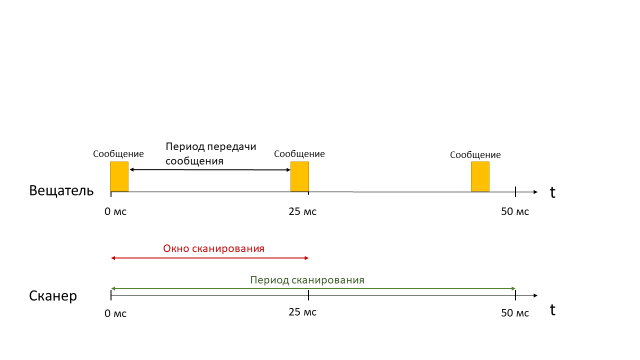 Период передачи
сообщения
Сообщение
Сообщение
Сообщение
Вещатель
t
0 мс
25 мс
50 мс
Окно сканирования
Период сканирования
Сканер
t
0 мс
25 мс
50 мс